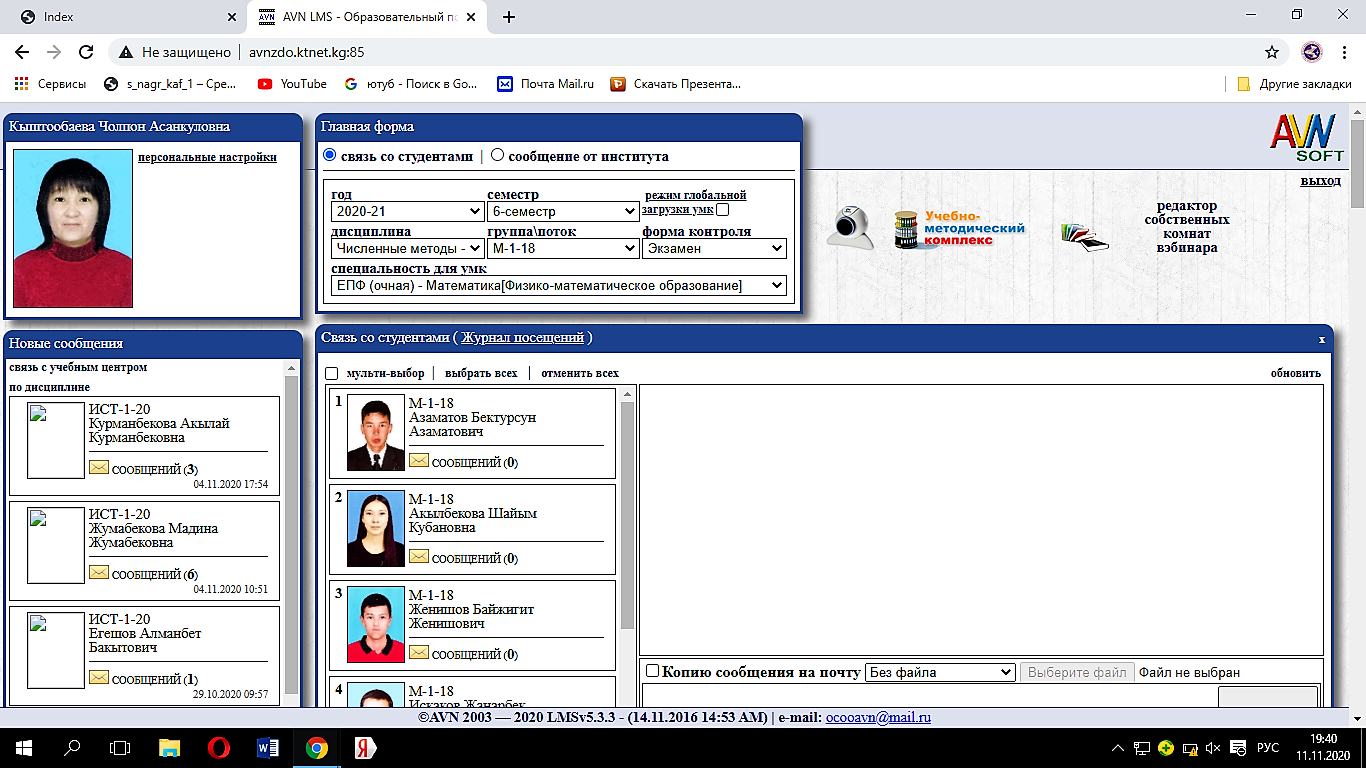 Index
AVN LMS - Образовательный по
Не защищено
avnzdo.ktnet.kg:85
Сервисы
s_nagr_kaf_1 – Сре...
YouTube
ютуб - Поиск в Go...
Почта Mail.ru
Скачать Презента...
Другие закладки
Кыштообаева Чолпон Асанкуловна
персональные настройки
Главная форма
связь со студентами | сообщение от института
год
семестр
режим глобальной
загрузки умк
2020-21
6-семестр
дисциплина
группа\поток
форма контроля
Численные методы -
М-1-18
Экзамен
специальность для умк
ЕПФ (очная) - Математика[Физико-математическое образование]
AVN
SOFT
выход
Учебно-
методический
комплекс
редактор
собственных
комнат
вэбинара
Новые сообщения
связь с учебным центром
по дисциплине
ИСТ-1-20
Курманбекова Акылай
Курманбековна
СООБЩЕНИЙ (3)
04.11.2020 17:54
ИСТ-1-20
Жумабекова Мадина
Жумабековна
СООБЩЕНИЙ (6)
04.11.2020 10:51
ИСТ-1-20
Егешов Алманбет
Бакытович
СООБЩЕНИЙ (1)
29.10.2020 09:57
Связь со студентами ( Журнал посещений )
x
мульти-выбор | выбрать всех | отменить всех
обновить
1
М-1-18
Азаматов Бектурсун
Азаматович
СООБЩЕНИЙ (0)
2
М-1-18
Акылбекова Шайым
Кубановна
СООБЩЕНИЙ (0)
3
М-1-18
Женишов Байжигит
Женишович
СООБЩЕНИЙ (0)
4
М-1-18
Искаков Жанарбек
Копию сообщения на почту
Без файла
Выберите файл
Файл не выбран
©AVN 2003 — 2020 LMSv5.3.3 - (14.11.2016 14:53 AM) | e-mail: ocooavn@mail.ru
РУС
19:40
11.11.2020